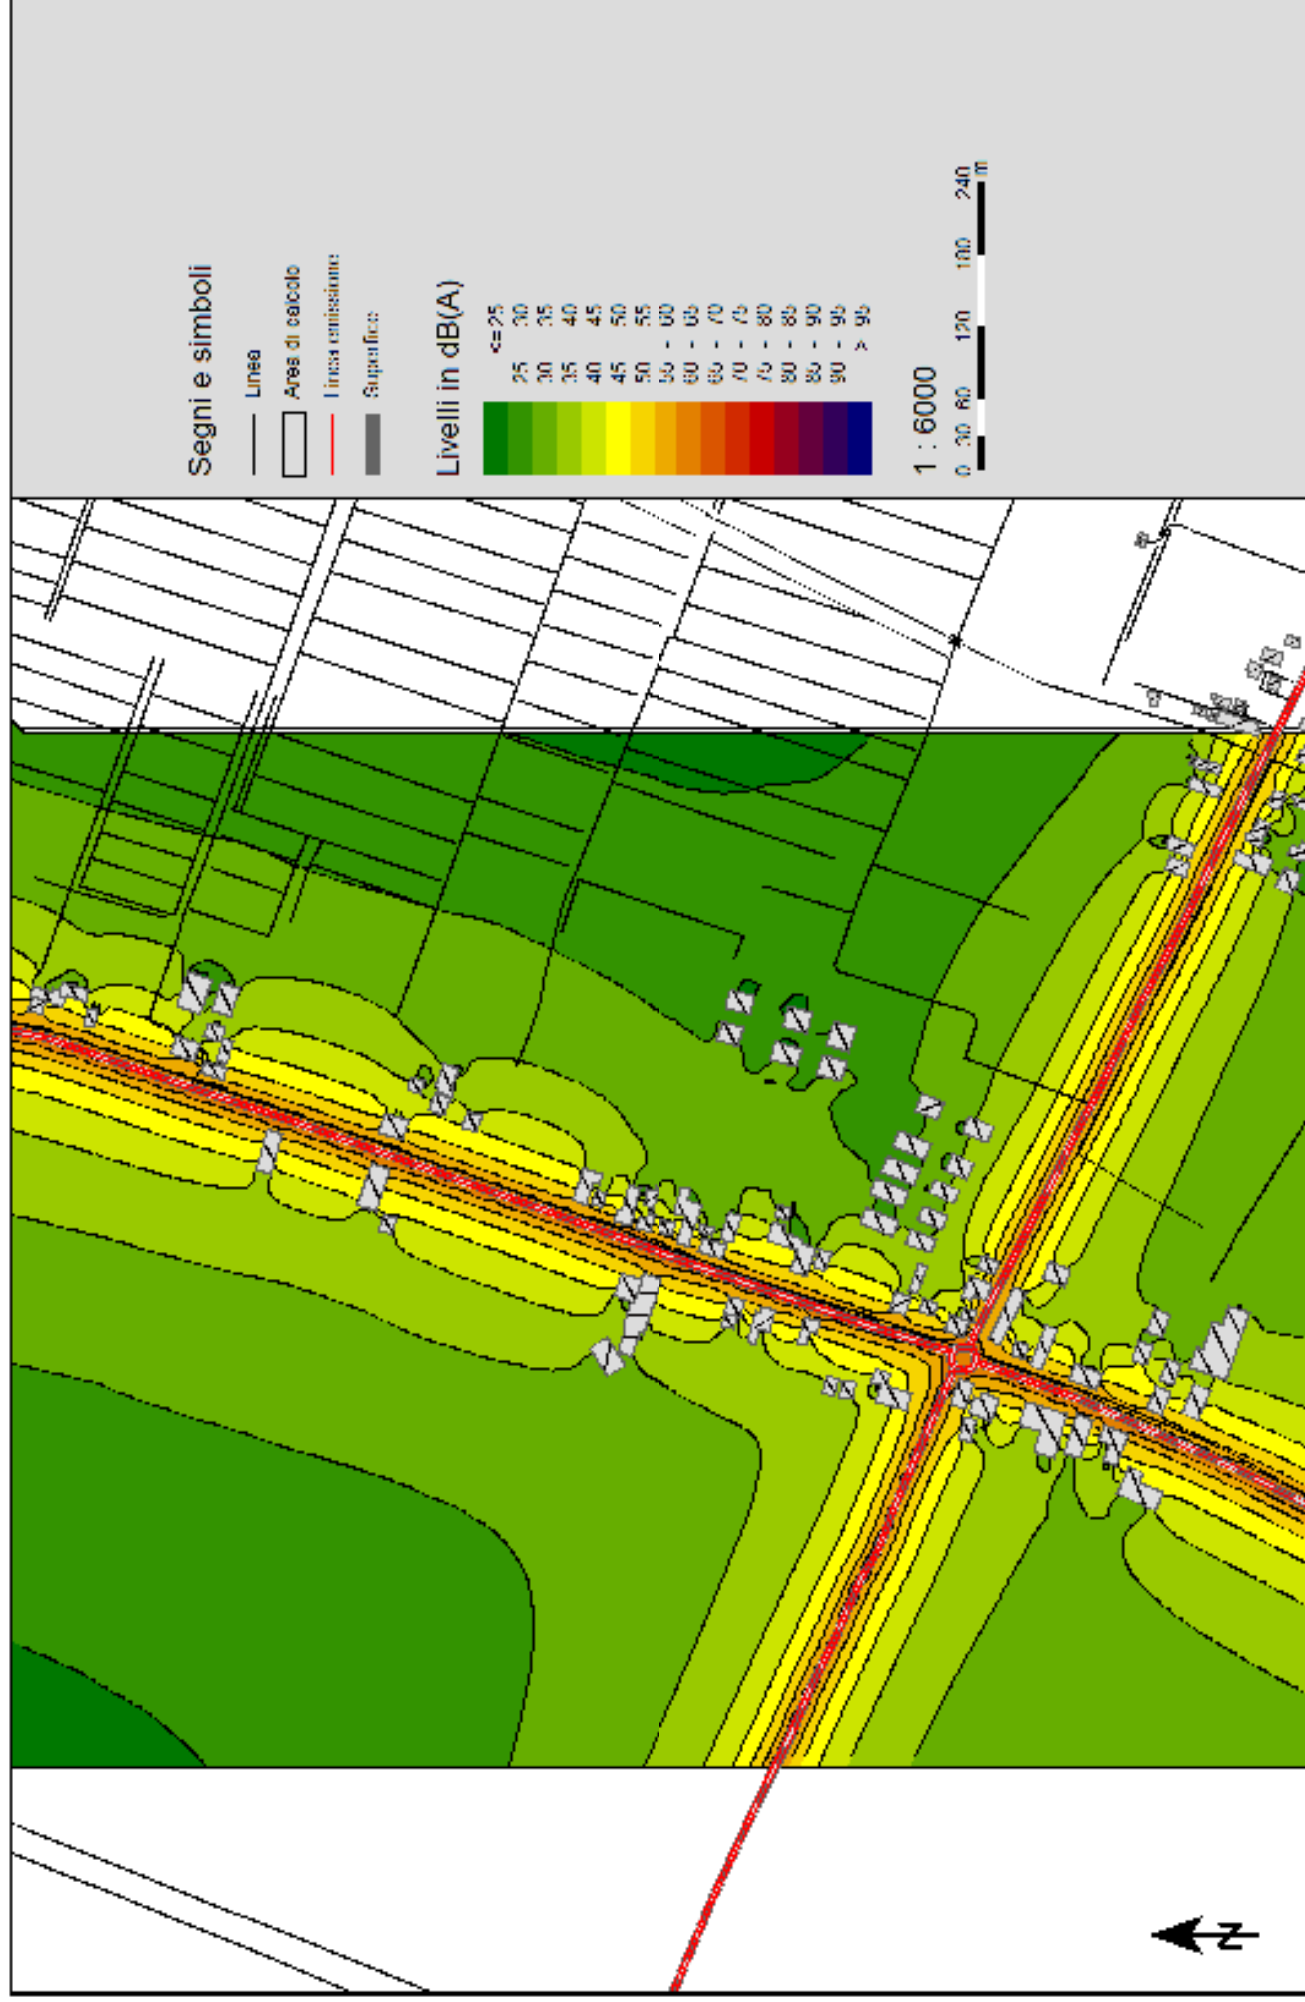 Segni e simboli
Linea
Area di calcolo
Linea emissione
Superfice
Livelli in dB(A)
<= 25
25 30
30 35
35 40
40 45
45 50
50 55
55 - 60
60 - 65
65 - 70
70 - 75
75 - 80
80 - 85
85 - 90
90 - 95
> 95
1 : 6000
0 30 60 120 180 240
m
N